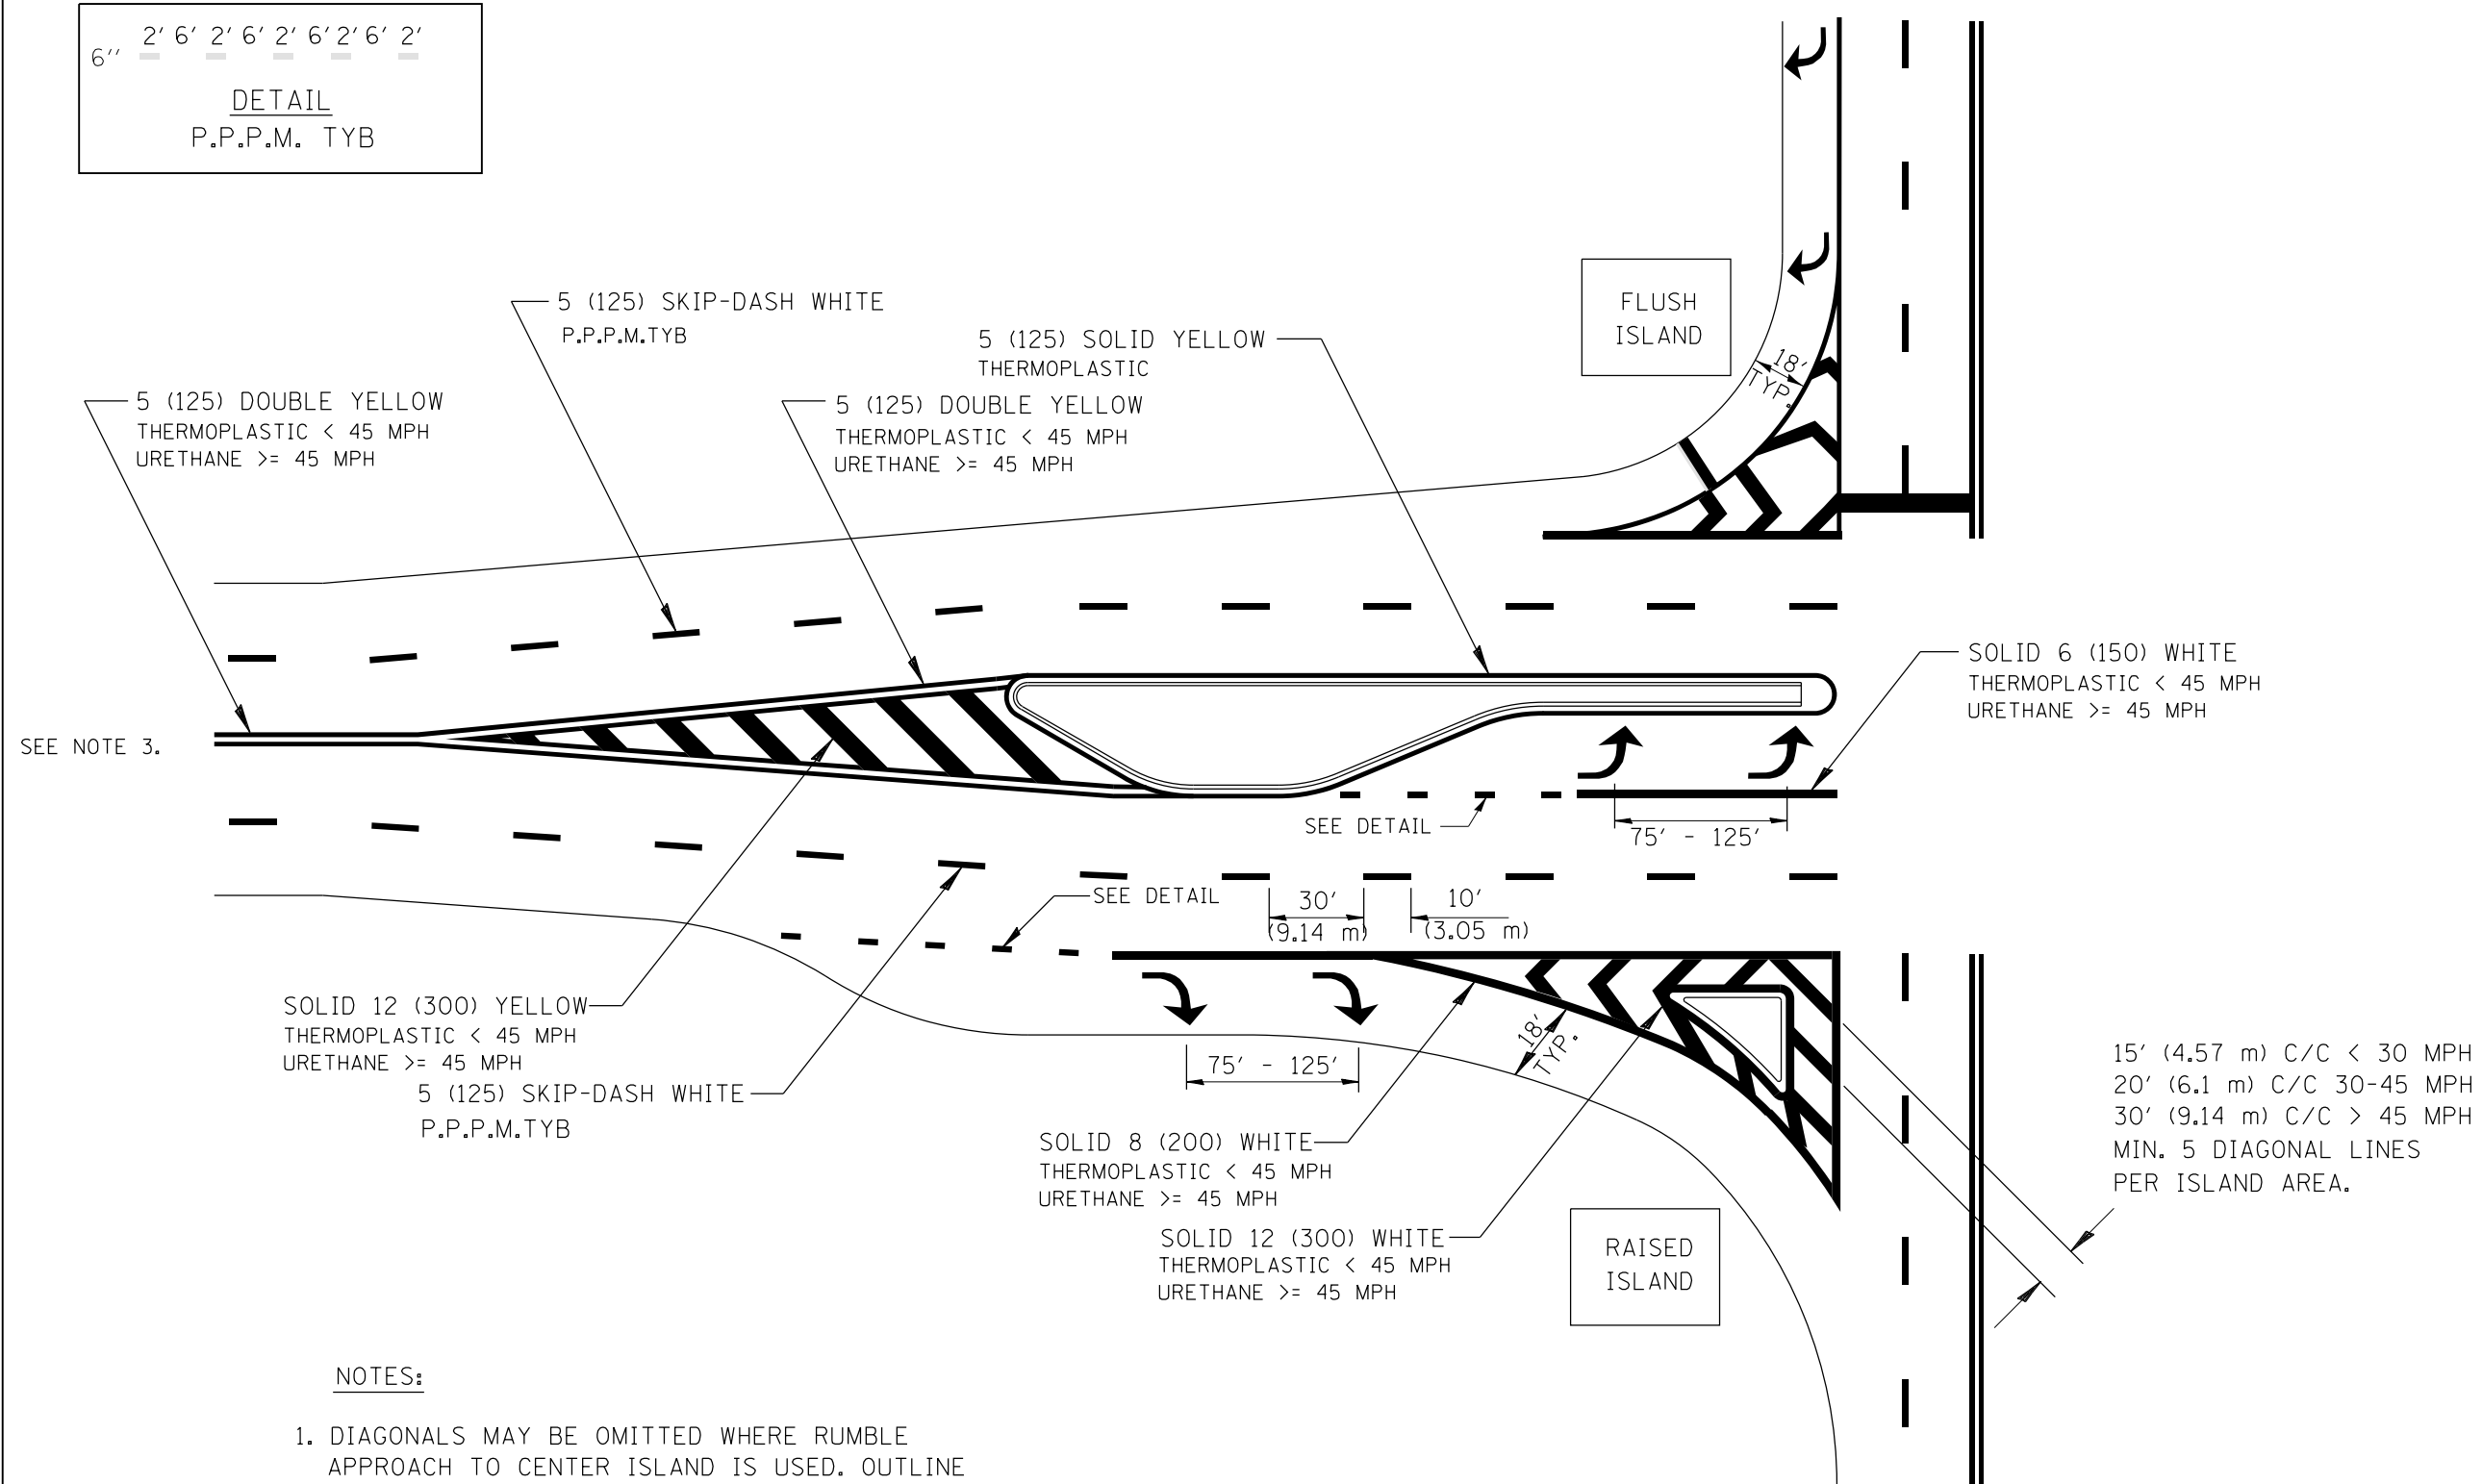 2' 6' 2' 6' 2' 6' 2' 6' 2'
6''
DETAIL
P.P.P.M. TYB
FLUSH
ISLAND
18'
TYP.
5 (125) SKIP-DASH WHITE
P.P.P.M.TYB
5 (125) SOLID YELLOW
THERMOPLASTIC
5 (125) DOUBLE YELLOW
THERMOPLASTIC < 45 MPH
URETHANE >= 45 MPH
5 (125) DOUBLE YELLOW
THERMOPLASTIC < 45 MPH
URETHANE >= 45 MPH
SOLID 6 (150) WHITE
THERMOPLASTIC < 45 MPH
URETHANE >= 45 MPH
SEE NOTE 3.
SEE DETAIL
75' - 125'
SEE DETAIL
30'
(9.14 m)
10'
(3.05 m)
SOLID 12 (300) YELLOW
THERMOPLASTIC < 45 MPH
URETHANE >= 45 MPH
5 (125) SKIP-DASH WHITE
P.P.P.M.TYB
75' - 125'
18'
TYP.
15' (4.57 m) C/C < 30 MPH
20' (6.1 m) C/C 30-45 MPH
30' (9.14 m) C/C > 45 MPH
MIN. 5 DIAGONAL LINES
PER ISLAND AREA.
SOLID 8 (200) WHITE
THERMOPLASTIC < 45 MPH
URETHANE >= 45 MPH
SOLID 12 (300) WHITE
THERMOPLASTIC < 45 MPH
URETHANE >= 45 MPH
RAISED
ISLAND
NOTES:
1. DIAGONALS MAY BE OMITTED WHERE RUMBLE
APPROACH TO CENTER ISLAND IS USED. OUTLINE